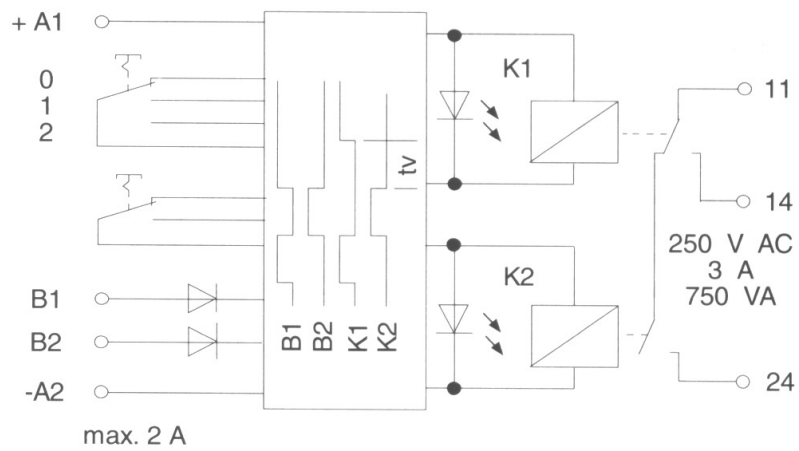 + A1
0
1
2
B1
B2
-A2
max. 2 A
tv
B1
B2
K1
K2
K1
K2
11
14
250 V AC
3 A
750 VA
24